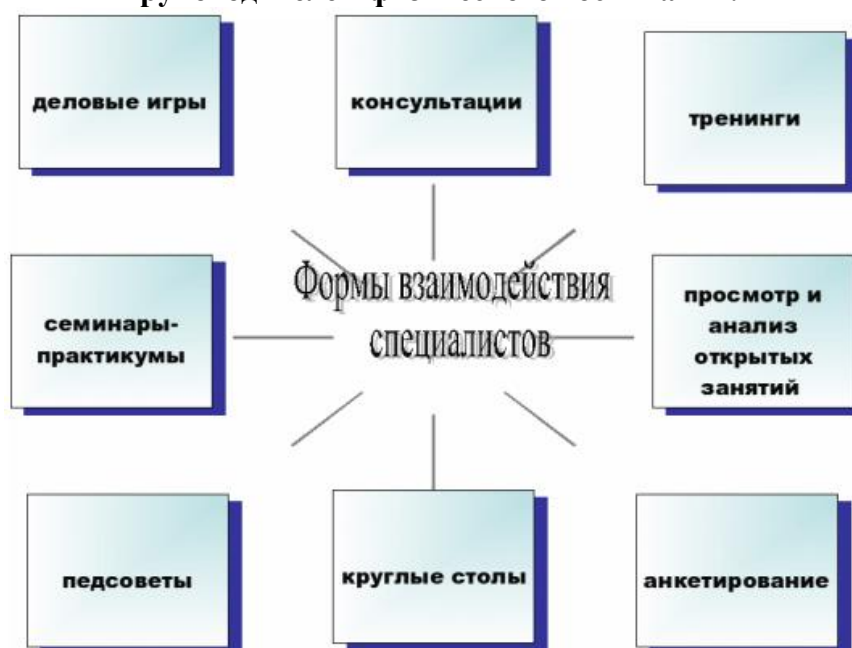 деловые игры
консультации
тренинги
Формы взаимодействия
специалистов
семинары-
практикумы
просмотр и
анализ
открытых
занятий
педсоветы
круглые столы
анкетирование